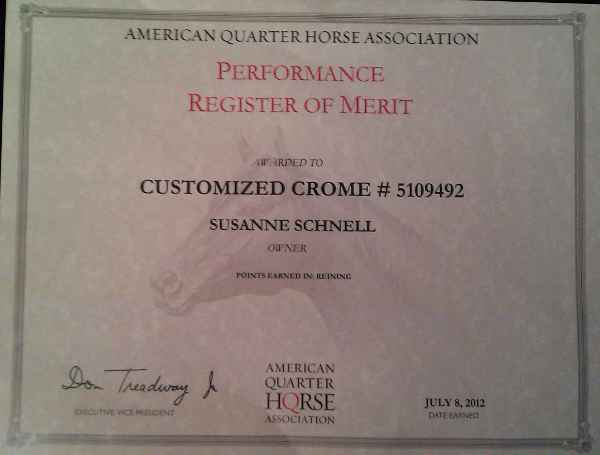 AMERICAN QUARTER HORSE ASSOCIATION
PERFORMANCE
REGISTER OF MERIT
AWARDED TO
CUSTOMIZED CROME # 5109492
SUSANNE SCHNELL
OWNER
POINTS EARNED IN: REINING
Don Treadway Jr
EXECUTIVE VICE PRESIDENT
AMERICAN
QUARTER
HORSE
ASSOCIATION
JULY 8, 2012
DATE EARNED